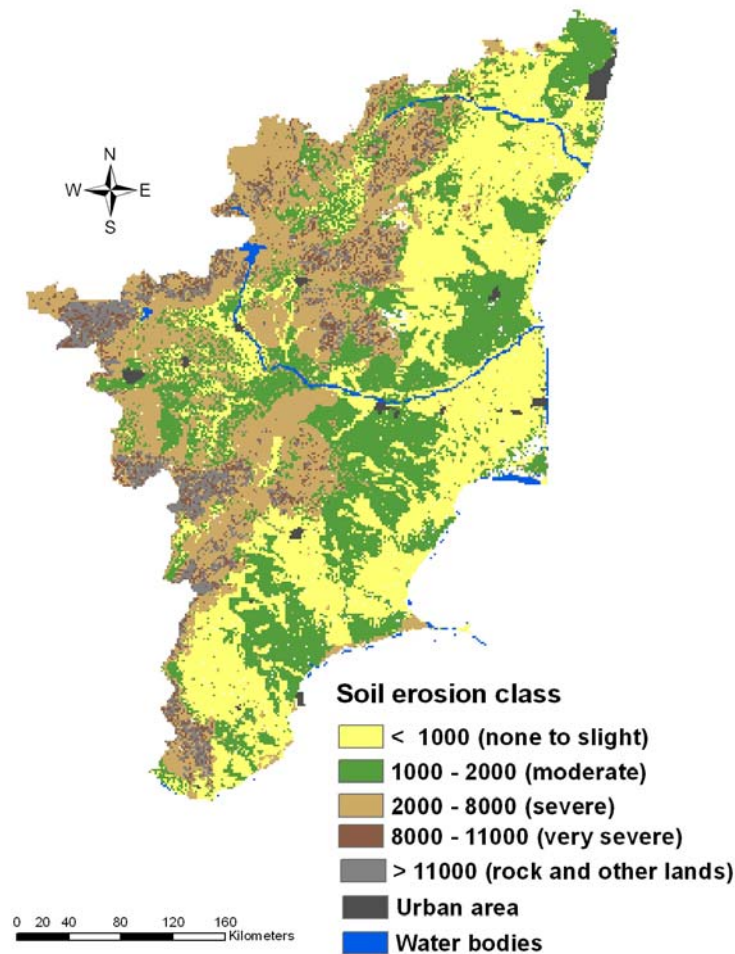 N
W E
S
Soil erosion class
< 1000 (none to slight)
1000 - 2000 (moderate)
2000 - 8000 (severe)
8000 - 11000 (very severe)
> 11000 (rock and other lands)
Urban area
Water bodies
0 20 40 80 120 160
Kilometers